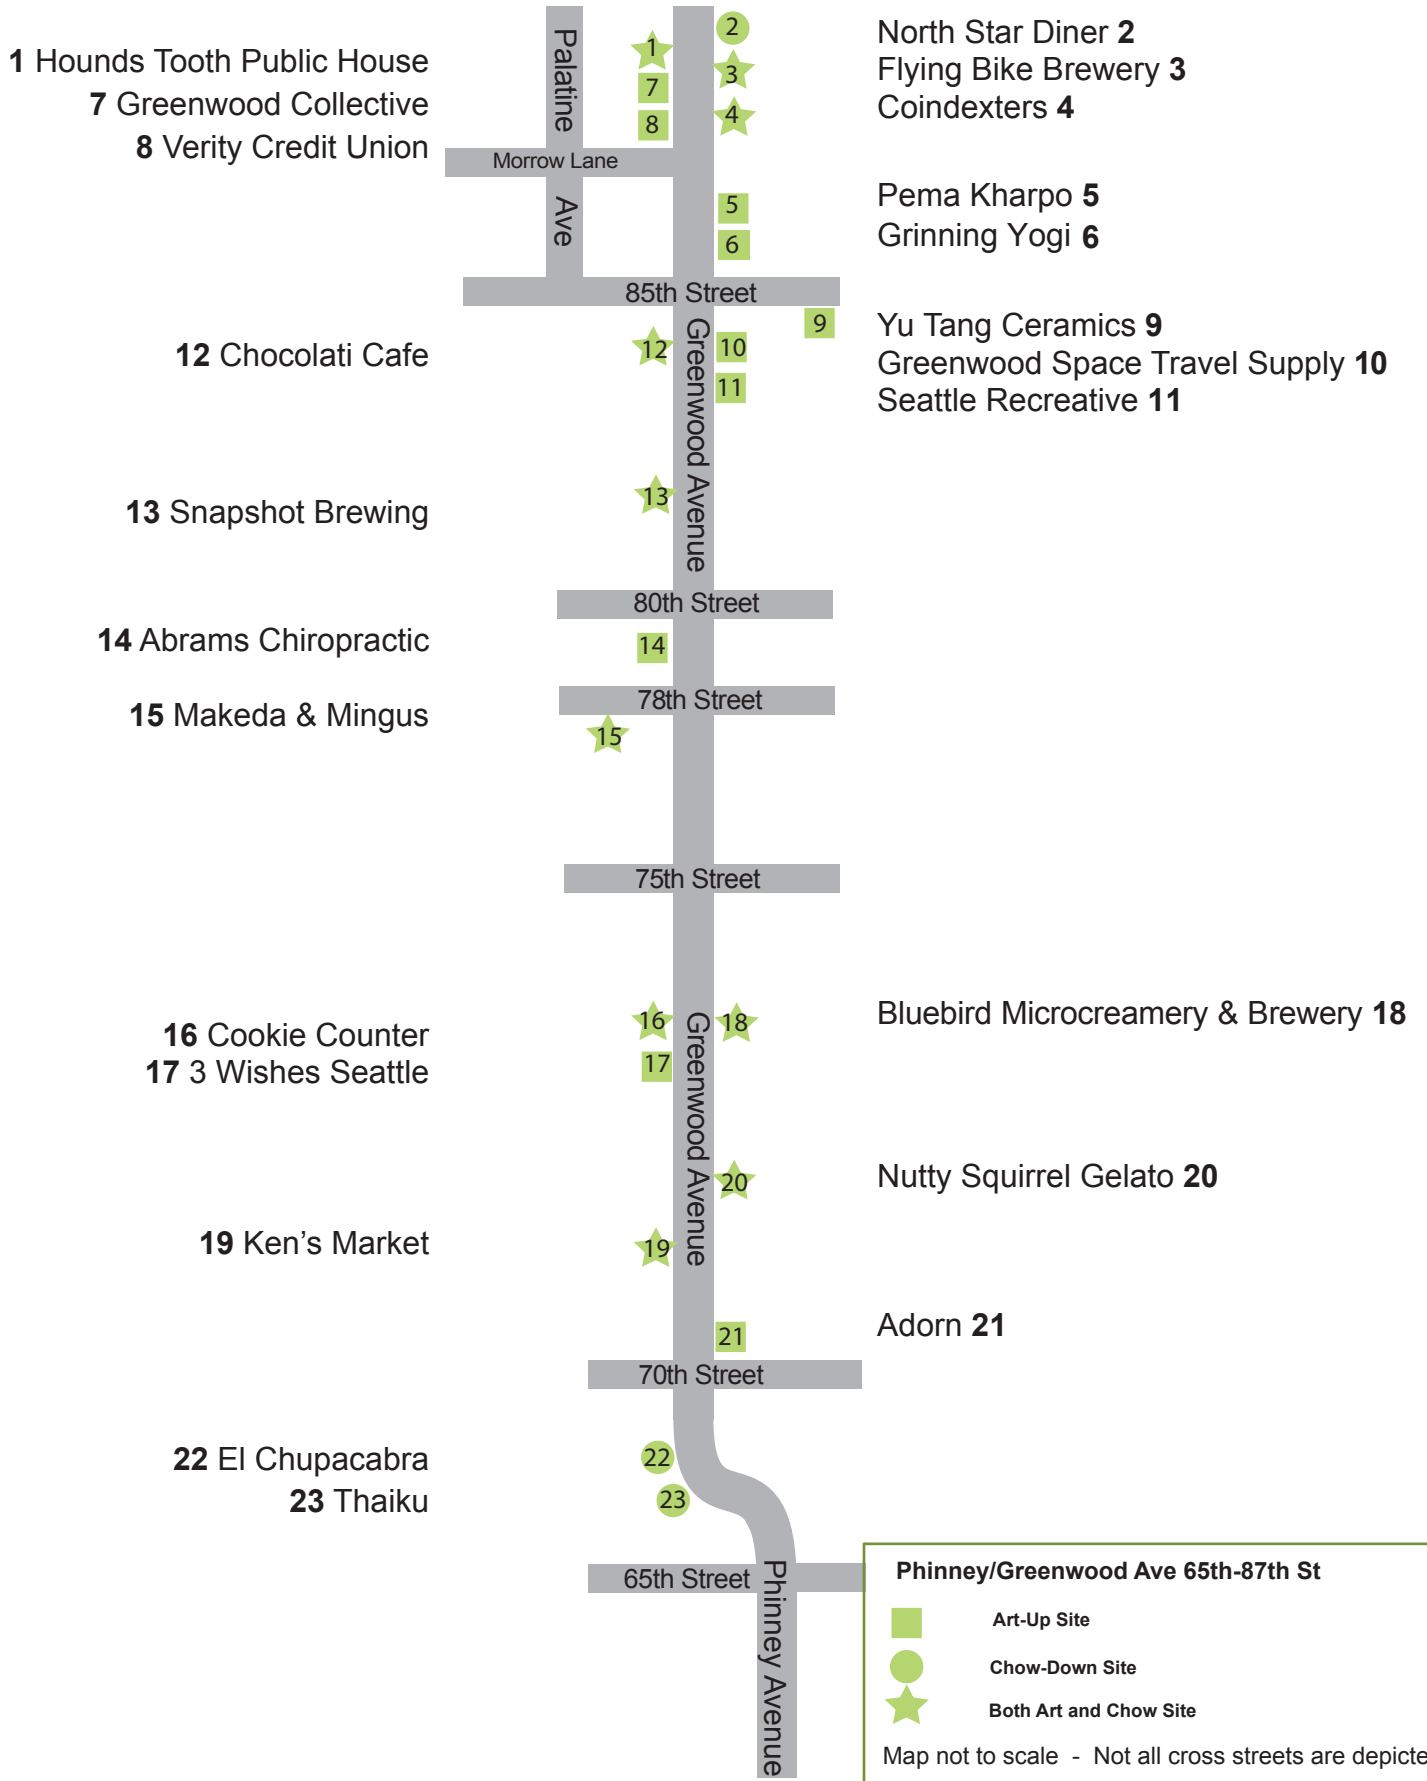 Palatine
Ave
1
2
3
7
4
8
1 Hounds Tooth Public House
7 Greenwood Collective
8 Verity Credit Union
North Star Diner 2
Flying Bike Brewery 3
Coindexters 4
Morrow Lane
5
6
Pema Kharpo 5
Grinning Yogi 6
85th Street
9
12
10
11
12 Chocolati Cafe
Greenwood Avenue
Yu Tang Ceramics 9
Greenwood Space Travel Supply 10
Seattle Recreative 11
13
13 Snapshot Brewing
80th Street
14 Abrams Chiropractic
14
78th Street
15 Makeda & Mingus
15
75th Street
16
18
17
16 Cookie Counter
17 3 Wishes Seattle
Greenwood Avenue
Bluebird Microcreamery & Brewery 18
20
Nutty Squirrel Gelato 20
19 Ken's Market
19
21
Adorn 21
70th Street
22 El Chupacabra
23 Thaiku
22
23
65th Street
Phinney Avenue
Phinney/Greenwood Ave 65th-87th St
Art-Up Site
Chow-Down Site
Both Art and Chow Site
Map not to scale - Not all cross streets are depicte